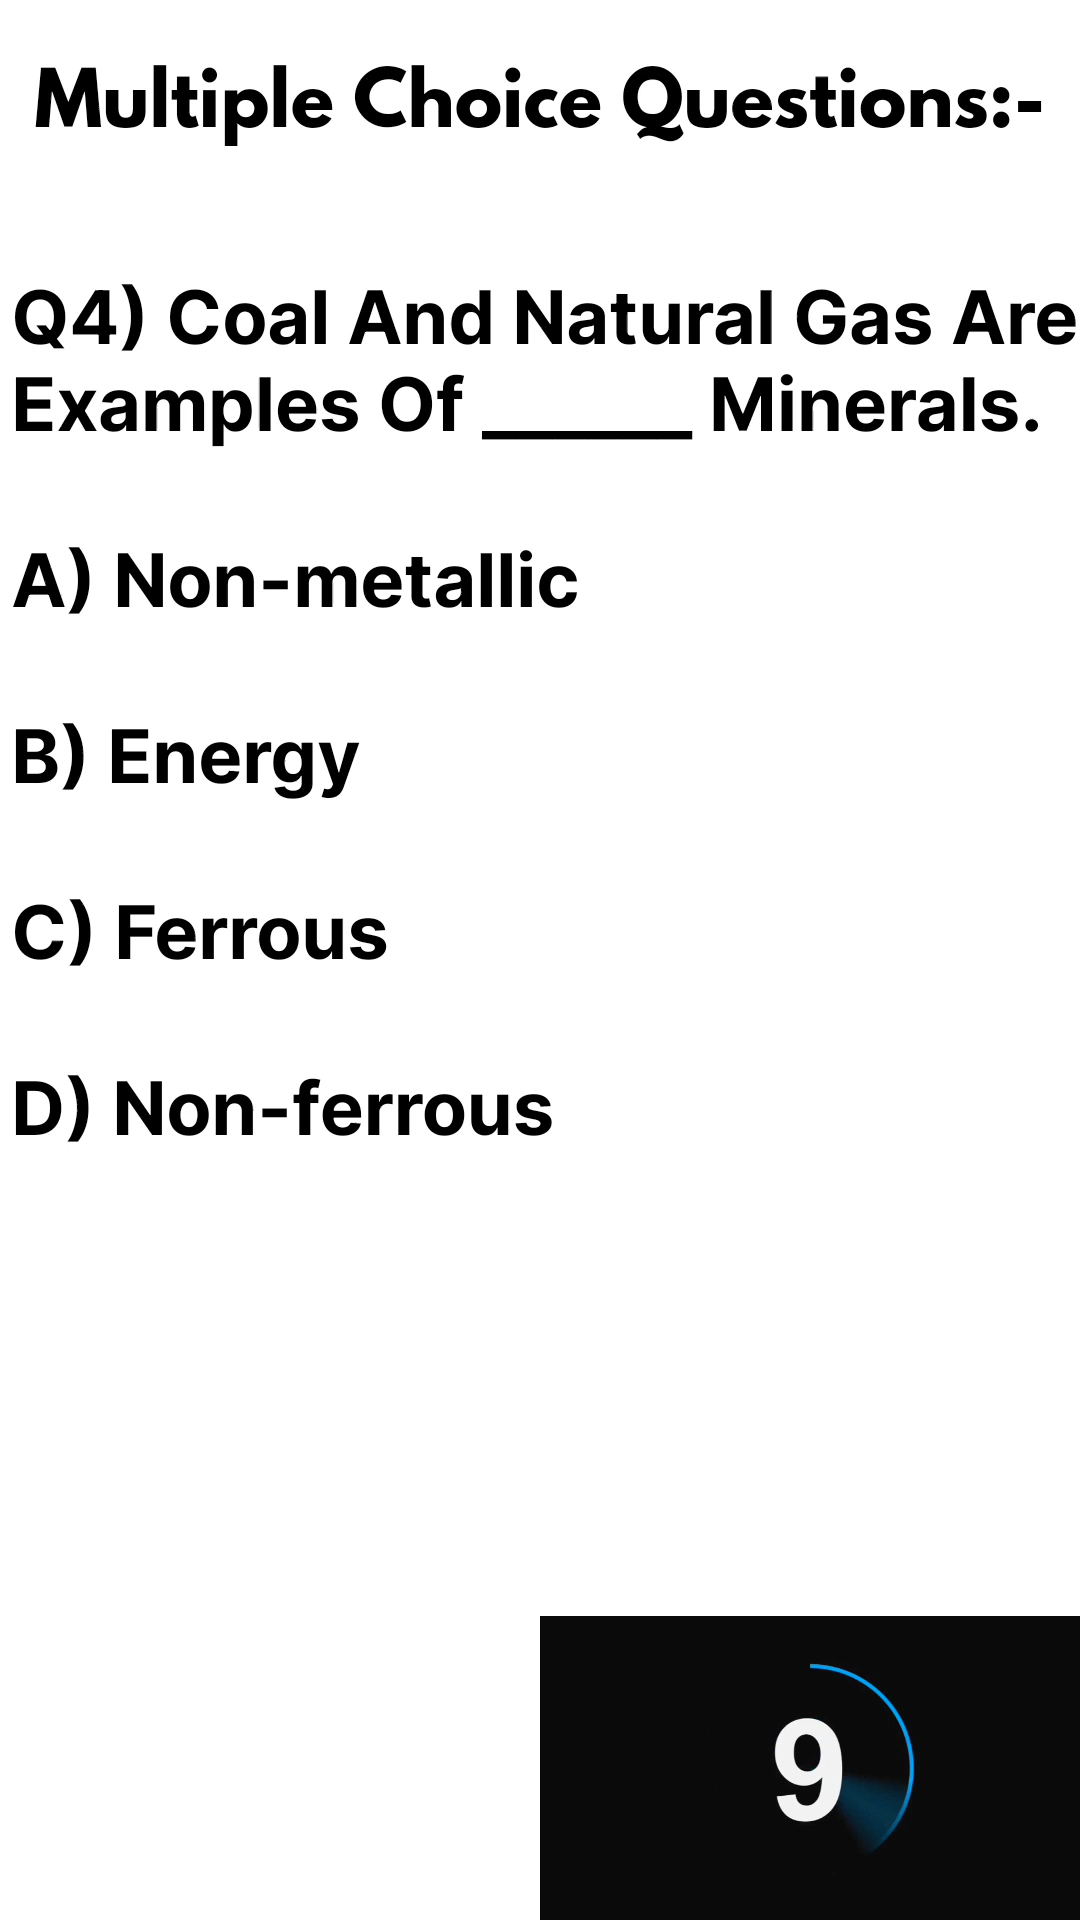 Multiple Choice Questions:-
Q4) Coal And Natural Gas Are
Examples Of ______ Minerals.
A) Non-metallic
B) Energy
C) Ferrous
D) Non-ferrous
9